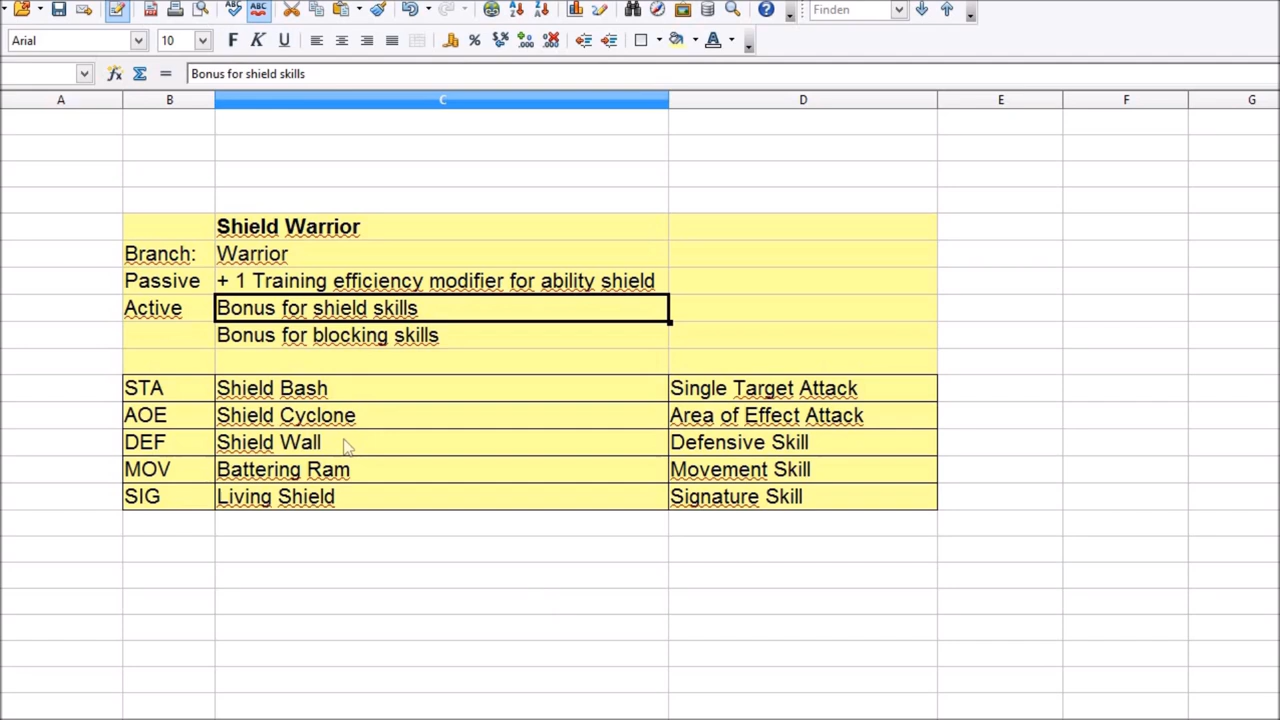 Finden
Arial 10 F K U
= Bonus for shield skills
A B C D E F G
Shield Warrior
Branch: Warrior
Passive + 1 Training efficiency modifier for ability shield
Active Bonus for shield skills
Bonus for blocking skills
STA Shield Bash Single Target Attack
AOE Shield Cyclone Area of Effect Attack
DEF Shield Wall Defensive Skill
MOV Battering Ram Movement Skill
SIG Living Shield Signature Skill